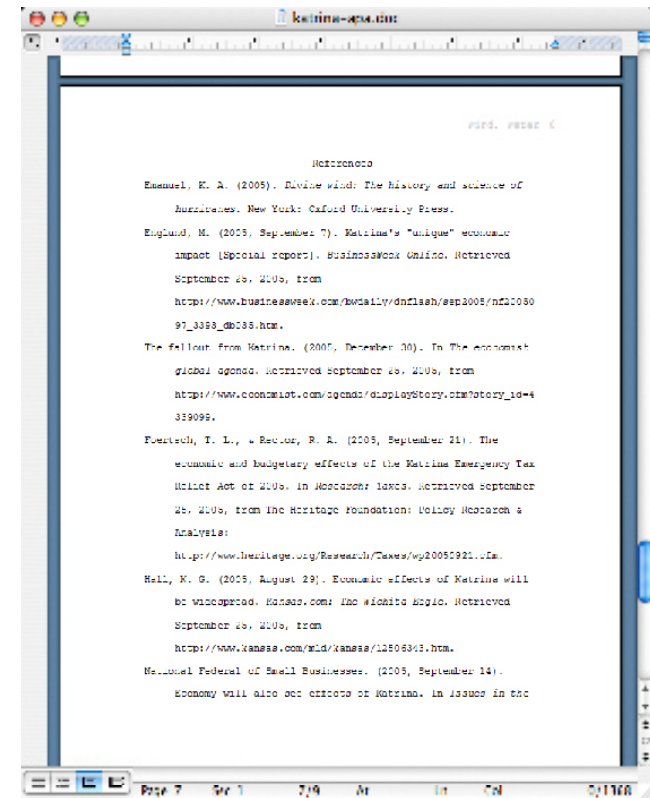 katrina-apa.doc
References
Emanuel, K. A. (2005). Divine wind: The history and science of
hurricanes. New York: Oxford University Press.
Englund, M. (2005, September 7). Katrina's "unique" economic
impact [Special report]. BusinessWeek Online. Retrieved
September 25, 2005, from
http://www.businessweek.com/bwdaily/dnflash/sep2005/nf20050
97_3393_db035.htm.
The fallout from Katrina. (2005, December 30). In The economist
global agenda. Retrieved September 25, 2005, from
http://www.economist.com/agenda/displayStory.cfm?story_id=4
339099.
Foertsch, T. L., & Rector, R. A. (2005, September 21). The
economic and budgetary effects of the Katrina Emergency Tax
Relief Act of 2005. In Research: Taxes. Retrieved September
25, 2005, from The Heritage Foundation: Policy Research &
Analysis:
http://www.heritage.org/Research/Taxes/wp20050921.cfm.
Hall, K. G. (2005, August 29). Economic effects of Katrina will
be widespread. Kansas.com: The Wichita Eagle. Retrieved
September 25, 2005, from
http://www.kansas.com/mld/kansas/12506343.htm.
National Federal of Small Businesses. (2005, September 14).
Economy will also see effects of Katrina. In Issues in the
Page 7 Sec 1 7/9 At Ln Col 0/1368